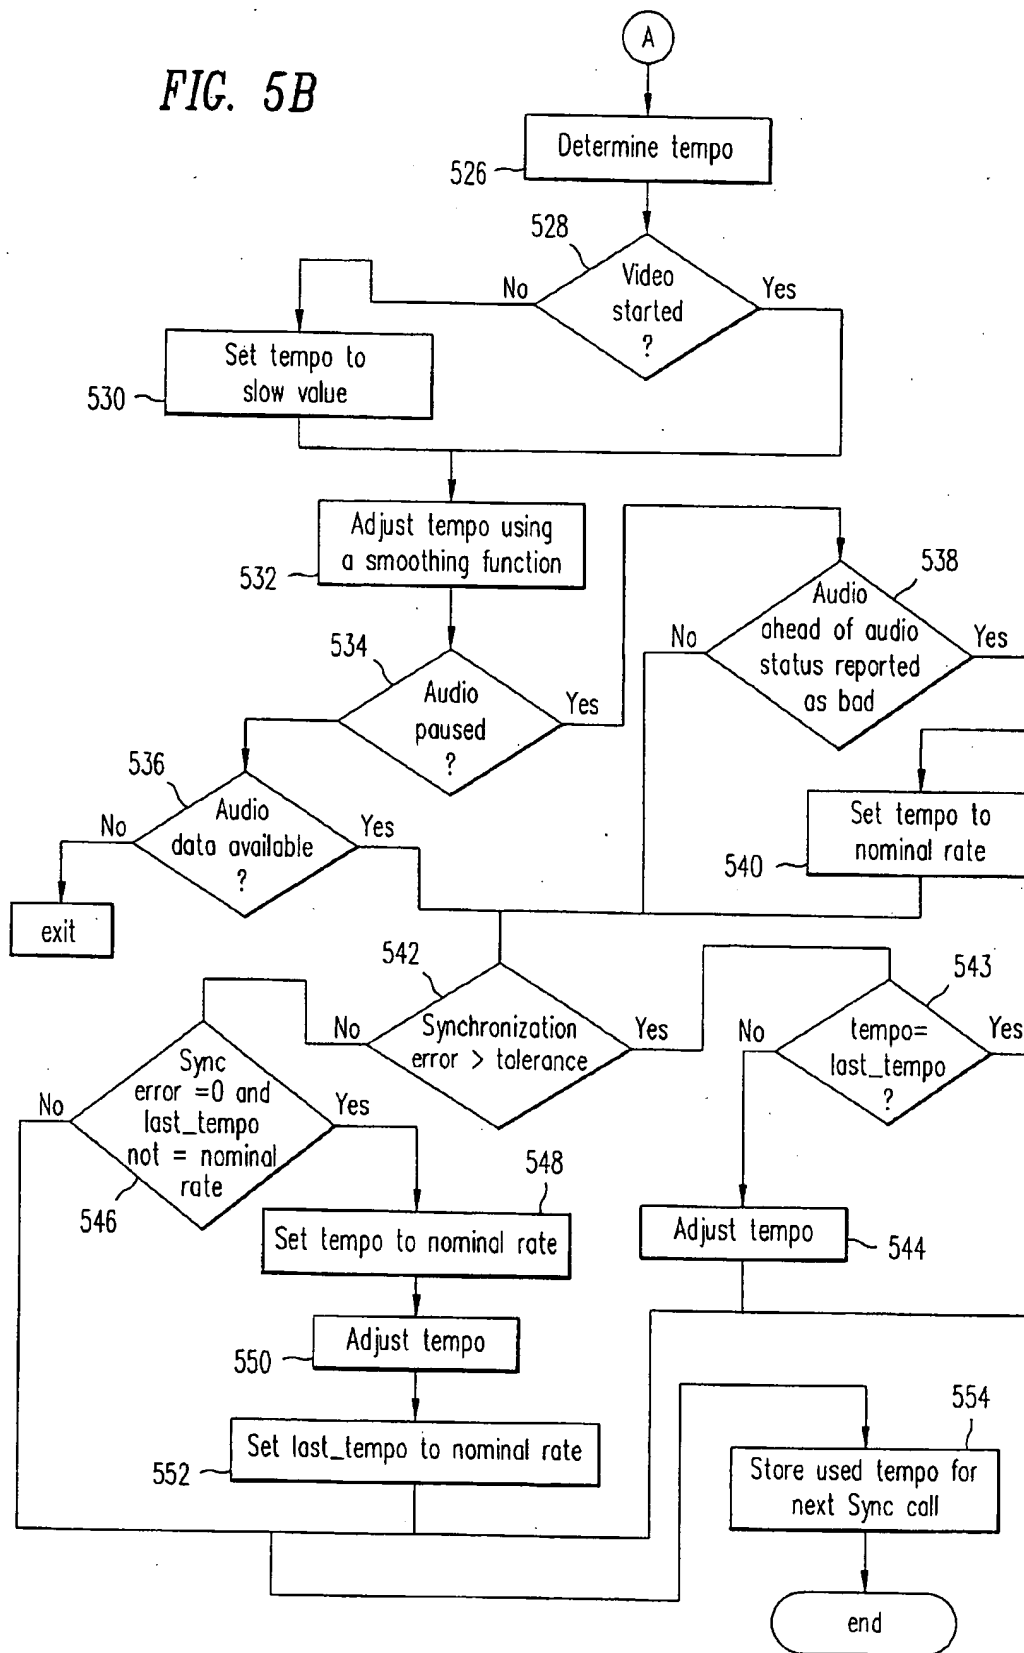 FIG. 5B
A
Determine tempo
526
528
Video
started
?
No
Yes
Set tempo to
slow value
530
Adjust tempo using
a smoothing function
532
534
Audio
paused
?
Yes
538
Audio
ahead of audio
status reported
as bad
No
Yes
536
Audio
data available
?
No
Yes
exit
Set tempo to
nominal rate
540
542
Synchronization
error > tolerance
No
Yes
543
tempo=
last_tempo
?
No
Yes
Sync
error =0 and
last_tempo
not = nominal
rate
No
Yes
546
548
Set tempo to nominal rate
Adjust tempo
544
Adjust tempo
550
Set last_tempo to nominal rate
552
554
Store used tempo for
next Sync call
end